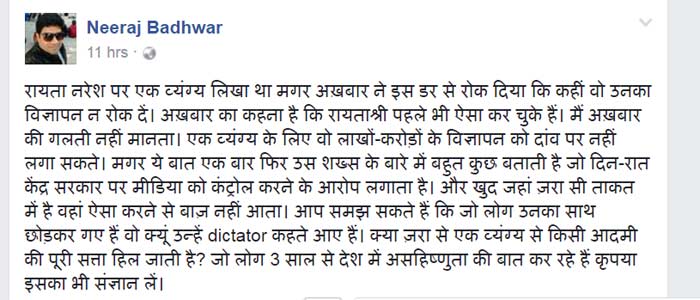 Neeraj Badhwar
11 hrs ·
रायता नरेश पर एक व्यंग्य लिखा था मगर अख़बार ने इस डर से रोक दिया कि कहीं वो उनका
विज्ञापन न रोक दें। अख़बार का कहना है कि रायताश्री पहले भी ऐसा कर चुके हैं। मैं अख़बार
की गलती नहीं मानता। एक व्यंग्य के लिए वो लाखों-करोड़ों के विज्ञापन को दांव पर नहीं
लगा सकते। मगर ये बात एक बार फिर उस शख्स के बारे में बहुत कुछ बताती है जो दिन-रात
केंद्र सरकार पर मीडिया को कंट्रोल करने के आरोप लगाता है। और खुद जहां ज़रा सी ताकत
में है वहां ऐसा करने से बाज़ नहीं आता। आप समझ सकते हैं कि जो लोग उनका साथ
छोड़कर गए हैं वो क्यूं उन्हें dictator कहते आए हैं। क्या ज़रा से एक व्यंग्य से किसी आदमी
की पूरी सत्ता हिल जाती है? जो लोग 3 साल से देश में असहिष्णुता की बात कर रहे हैं कृपया
इसका भी संज्ञान लें।